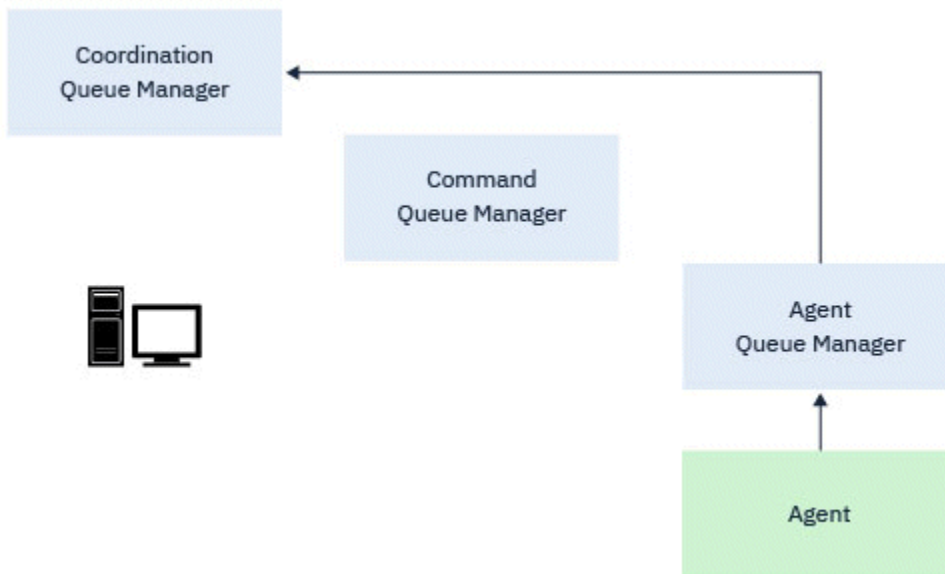 Coordination
Queue Manager
Command
Queue Manager
Agent
Queue Manager
Agent